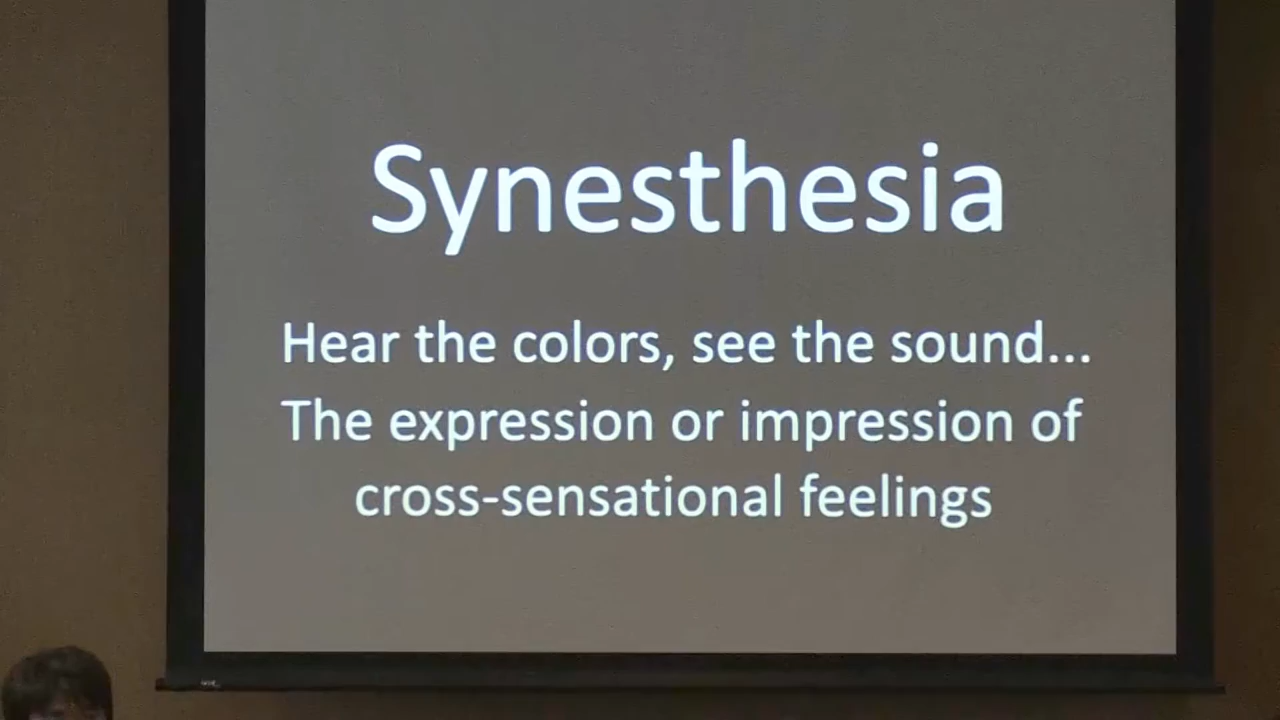 Synesthesia
Hear the colors, see the sound...
The expression or impression of
cross-sensational feelings